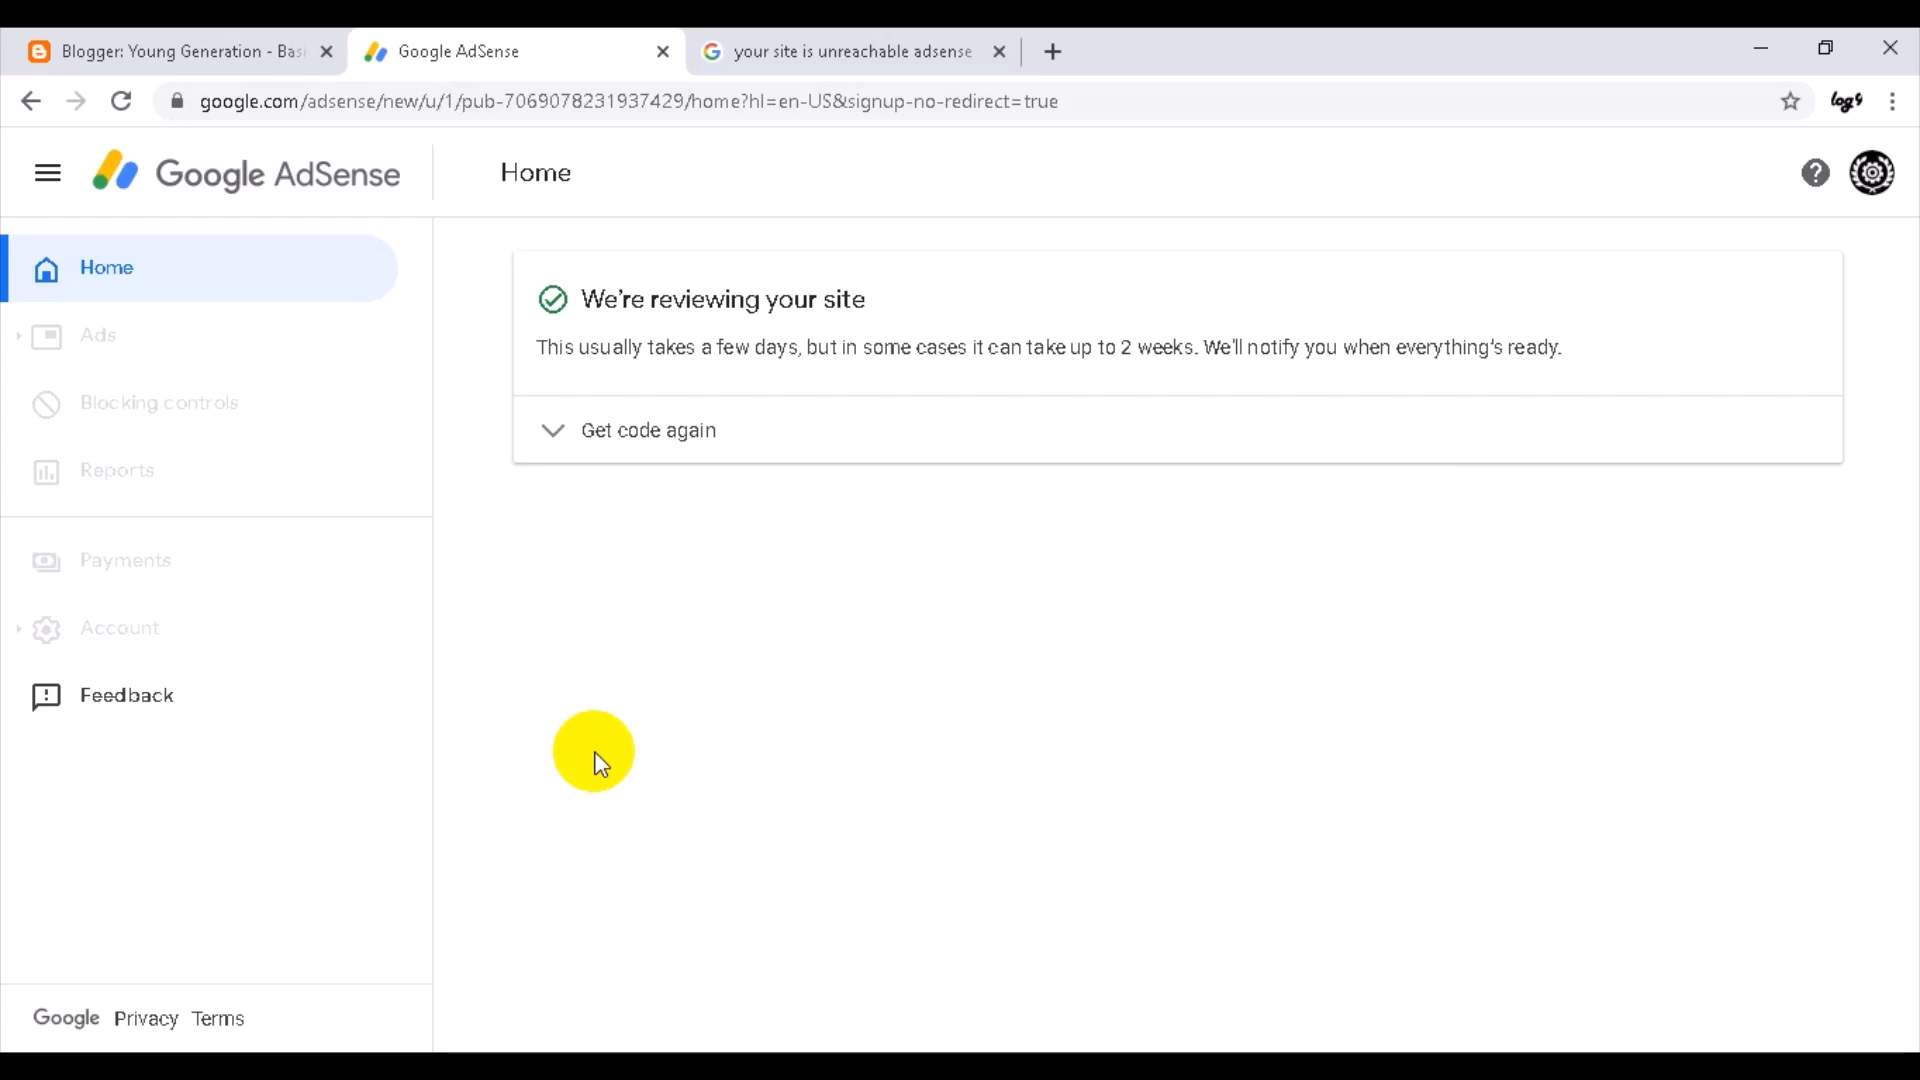 Blogger: Young Generation - Basi
Google AdSense
your site is unreachable adsense
google.com/adsense/new/u/1/pub-7069078231937429/home?hl=en-US&signup-no-redirect=true
log9
Google AdSense
Home
Home
Ads
Blocking controls
Reports
Payments
Account
Feedback
We're reviewing your site
This usually takes a few days, but in some cases it can take up to 2 weeks. We'll notify you when everything's ready.
Get code again
Google Privacy Terms